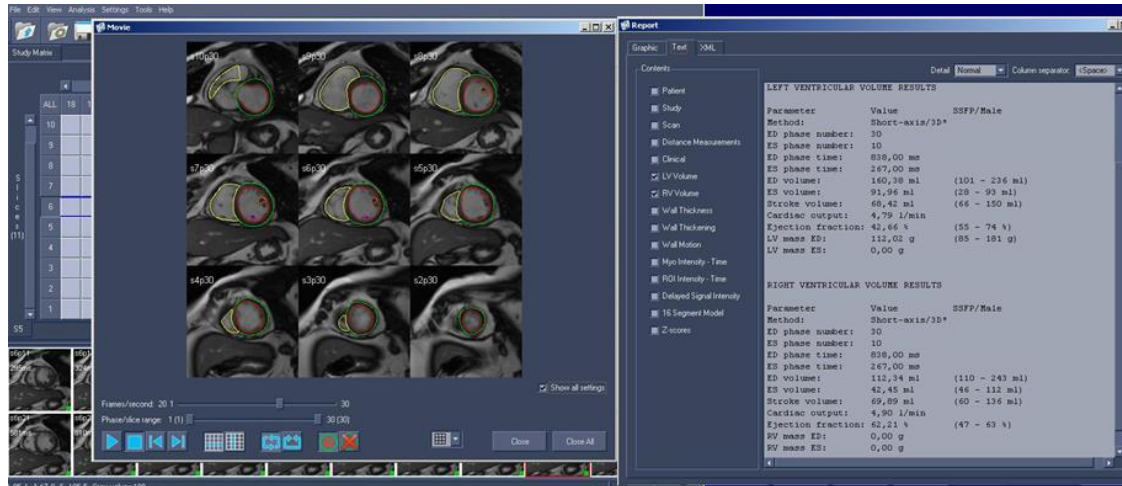 File Edit View Analysis Settings Tools Help
Study Matrix
ALL 18
10
9
8
7
6
5
4
3
2
1
Slices
(11)
S5
Movie
s10p30 s9p30 s8p30
s7p30 s6p30 s5p30
s4p30 s3p30 s2p30
Show all settings
Frames/second: 20 1 30
Phase/slice range: 1 (1) 30 (30)
Close Close All
Report
Graphic Text XML
Contents
Detail Normal Column separator: <Space>
Patient
Study
Scan
Distance Measurements
Clinical
LV Volume
RV Volume
Wall Thickness
Wall Thickening
Wall Motion
Myo Intensity - Time
ROI Intensity - Time
Delayed Signal Intensity
16 Segment Model
Z-scores
LEFT VENTRICULAR VOLUME RESULTS
Parameter Value SSFP/Male
Method: Short-axis/3D*
ED phase number: 30
ES phase number: 10
ED phase time: 838,00 ms
ES phase time: 267,00 ms
ED volume: 160,38 ml (101 - 236 ml)
ES volume: 91,96 ml (28 - 93 ml)
Stroke volume: 68,42 ml (66 - 150 ml)
Cardiac output: 4,79 l/min
Ejection fraction: 42,66 % (55 - 74 %)
LV mass ED: 112,02 g (85 - 181 g)
LV mass ES: 0,00 g
RIGHT VENTRICULAR VOLUME RESULTS
Parameter Value SSFP/Male
Method: Short-axis/3D*
ED phase number: 30
ES phase number: 10
ED phase time: 838,00 ms
ES phase time: 267,00 ms
ED volume: 112,34 ml (110 - 243 ml)
ES volume: 42,45 ml (46 - 112 ml)
Stroke volume: 69,89 ml (60 - 136 ml)
Cardiac output: 4,90 l/min
Ejection fraction: 62,21 % (47 - 63 %)
RV mass ED: 0,00 g
RV mass ES: 0,00 g